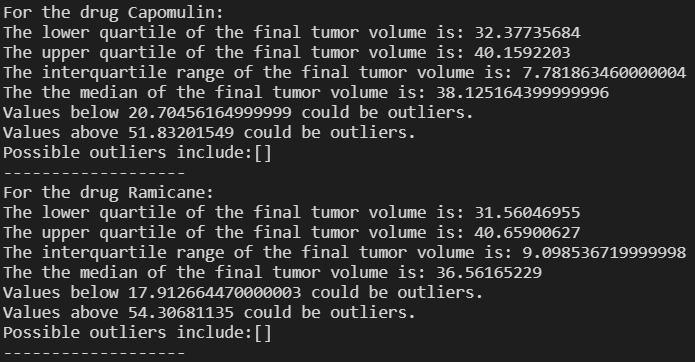 For the drug Capomulin:
The lower quartile of the final tumor volume is: 32.37735684
The upper quartile of the final tumor volume is: 40.1592203
The interquartile range of the final tumor volume is: 7.781863460000004
The the median of the final tumor volume is: 38.125164399999996
Values below 20.70456164999999 could be outliers.
Values above 51.83201549 could be outliers.
Possible outliers include:[]
-------------------
For the drug Ramicane:
The lower quartile of the final tumor volume is: 31.56046955
The upper quartile of the final tumor volume is: 40.65900627
The interquartile range of the final tumor volume is: 9.098536719999998
The the median of the final tumor volume is: 36.56165229
Values below 17.912664470000003 could be outliers.
Values above 54.30681135 could be outliers.
Possible outliers include:[]
-------------------